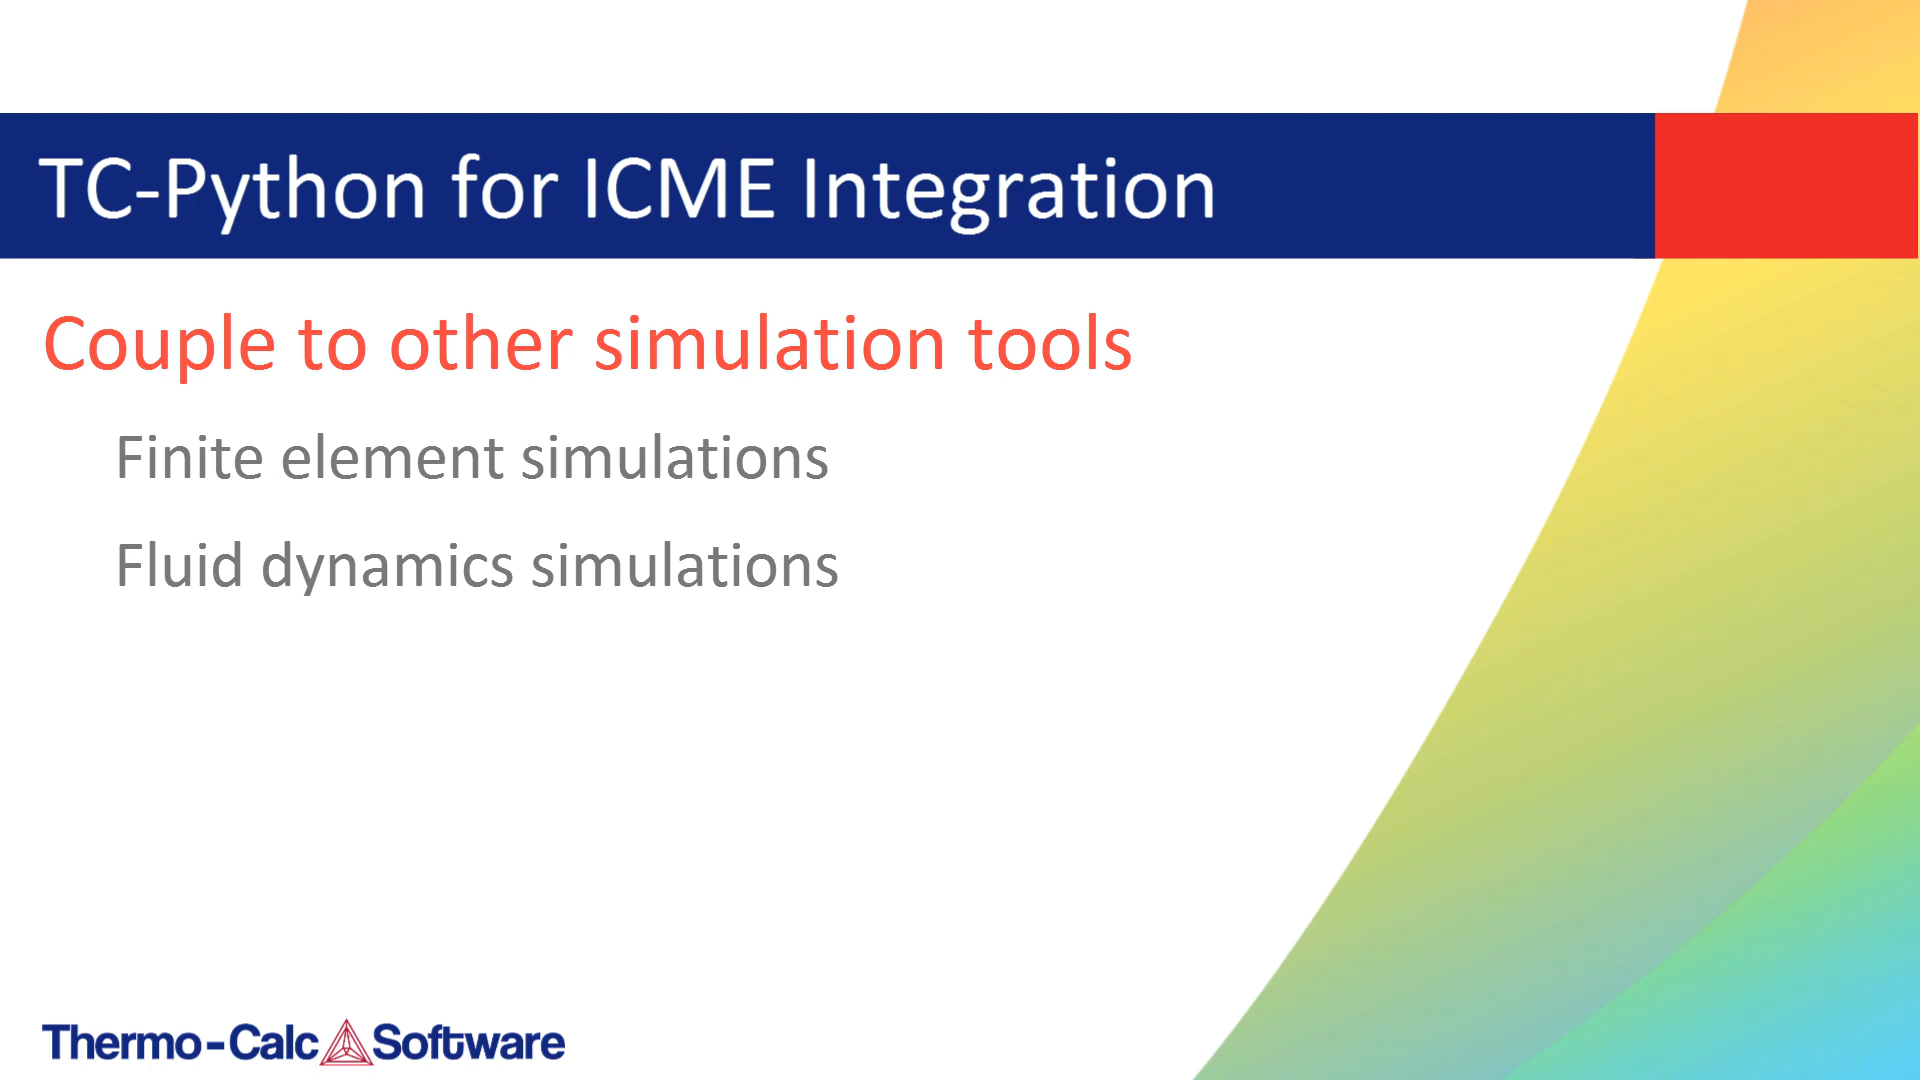 TC-Python for ICME Integration
Couple to other simulation tools
Finite element simulations
Fluid dynamics simulations
Thermo-Calc Software